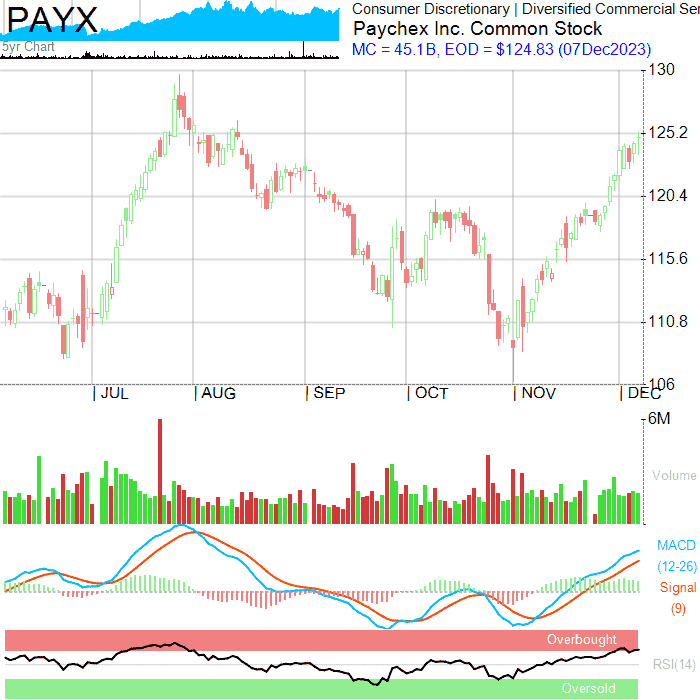 PAYX
5yr Chart
Consumer Discretionary | Diversified Commercial Ser
Paychex Inc. Common Stock
MC = 45.1B, EOD = $124.83 (07Dec2023)
130
125.2
120.4
115.6
110.8
106
| JUL | AUG | SEP | OCT | NOV | DEC
6M
Volume
MACD
(12-26)
Signal
(9)
Overbought
RSI(14)
Oversold